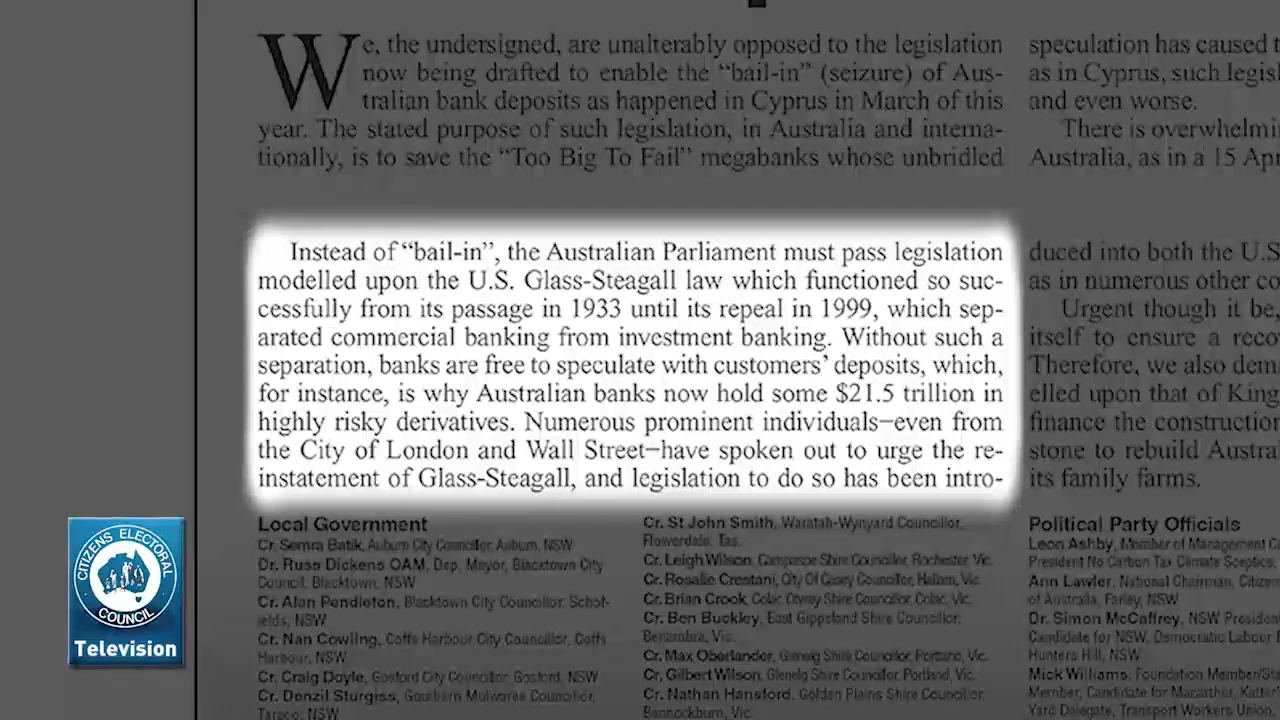 We, the undersigned, are unalterably opposed to the legislation
now being drafted to enable the “bail-in” (seizure) of Aus-
tralian bank deposits as happened in Cyprus in March of this
year. The stated purpose of such legislation, in Australia and interna-
tionally, is to save the “Too Big To Fail” megabanks whose unbridled
Instead of “bail-in”, the Australian Parliament must pass legislation
modelled upon the U.S. Glass-Steagall law which functioned so suc-
cessfully from its passage in 1933 until its repeal in 1999, which sep-
arated commercial banking from investment banking. Without such a
separation, banks are free to speculate with customers’ deposits, which,
for instance, is why Australian banks now hold some $21.5 trillion in
highly risky derivatives. Numerous prominent individuals—even from
the City of London and Wall Street—have spoken out to urge the re-
instatement of Glass-Steagall, and legislation to do so has been intro-
speculation has caused
as in Cyprus, such
and even worse.
There is
Australia, as in a 15
duced into both the U.S
as in numerous other
Urgent though it be,
itself to ensure a
Therefore, we also
elled upon that of King
finance the construction
stone to rebuild
its family farms.
Local Government
Cr. Semra Batik, Auburn City Councillor, Auburn, NSW
Dr. Russ Dickens OAM, Dep. Mayor, Blacktown City
Council, Blacktown, NSW
Cr. Alan Pendleton, Blacktown City Councillor, Schof-
ields, NSW
Cr. Nan Cowling, Coffs Harbour City Councillor, Coffs
Harbour, NSW
Cr. Craig Doyle, Gosford City Councillor, Gosford, NSW
Cr. Denzil Sturgiss, Goulburn Mulwaree Councillor,
Tarago, NSW
Cr. St John Smith, Waratah-Wynyard Councillor,
Flowerdale, Tas.
Cr. Leigh Wilson, Campaspe Shire Councillor, Rochester, Vic.
Cr. Rosalie Crestani, City Of Casey Councillor, Hallam, Vic.
Cr. Brian Crook, Colac Otway Shire Councillor, Colac, Vic.
Cr. Ben Buckley, East Gippsland Shire Councillor,
Benambra, Vic.
Cr. Max Oberlander, Glenelg Shire Councillor, Portland, Vic.
Cr. Gilbert Wilson, Glenelg Shire Councillor, Portland, Vic.
Cr. Nathan Hansford, Golden Plains Shire Councillor,
Bannockburn, Vic.
Political Party Officials
Leon Ashby, Member of Management
President No Carbon Tax Climate Sceptics,
Ann Lawler, National Chairman,
of Australia, Farley, NSW
Dr. Simon McCaffrey, NSW
Candidate for NSW, Democratic Labour
Hunters Hill, NSW
Mick Williams, Foundation
Member, Candidate for Macarthur,
Yard Delegate, Transport Workers Union,
CITIZENS ELECTORAL
COUNCIL
Television